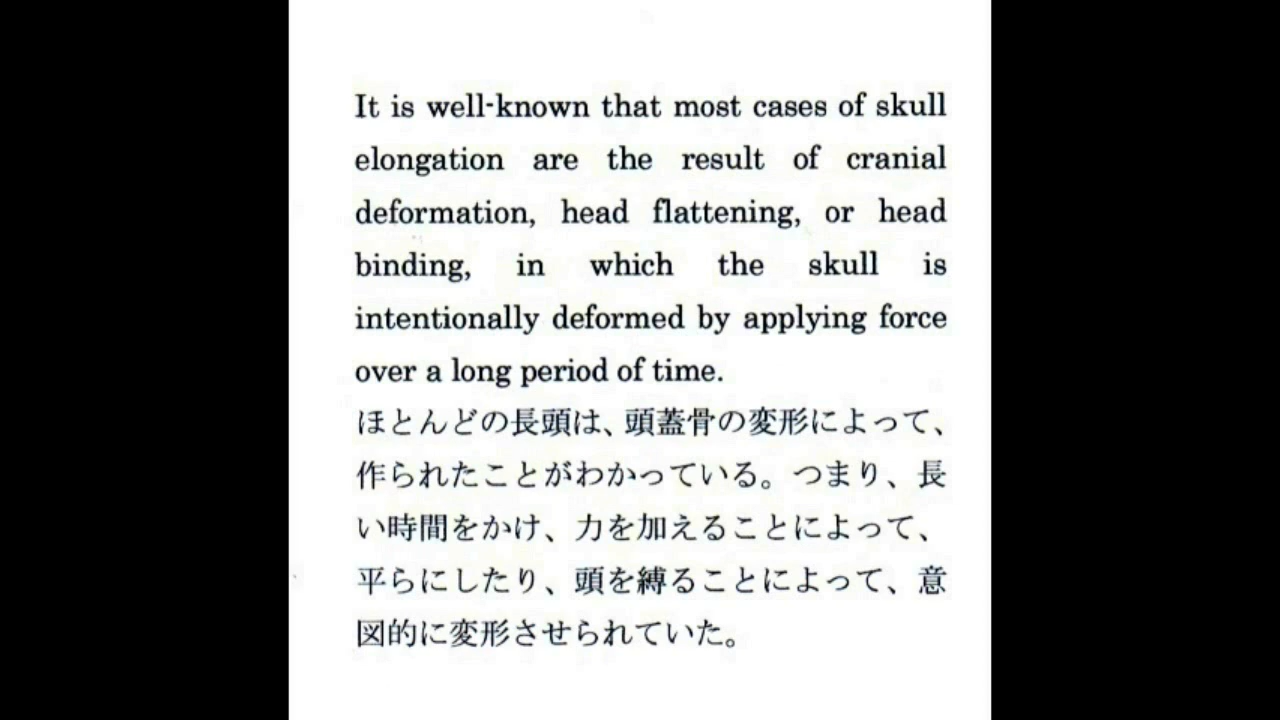 It is well-known that most cases of skull
elongation are the result of cranial
deformation, head flattening, or head
binding, in which the skull is
intentionally deformed by applying force
over a long period of time.
ほとんどの長頭は、頭蓋骨の変形によって、
作られたことがわかっている。つまり、長
い時間をかけ、力を加えることによって、
平らにしたり、頭を縛ることによって、意
図的に変形させられていた。